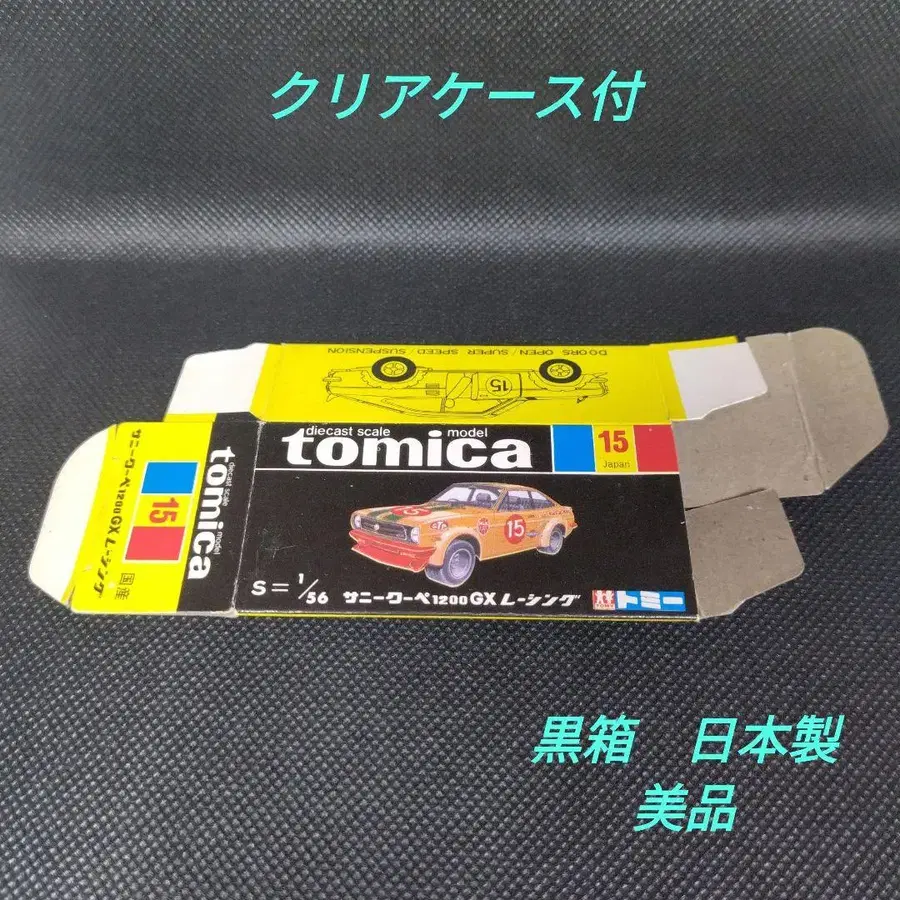 クリアケース付
DOORS OPEN / SUPER SPEED / SUSPENSION
15
diecast scale model
tomica
15
Japan
15
S=1/56 サニークーペ1200GXレーシング
TOMY トミー
diecast scale model
tomica
15
サニークーペ1200GXレーシング 国産
黒箱 日本製
美品